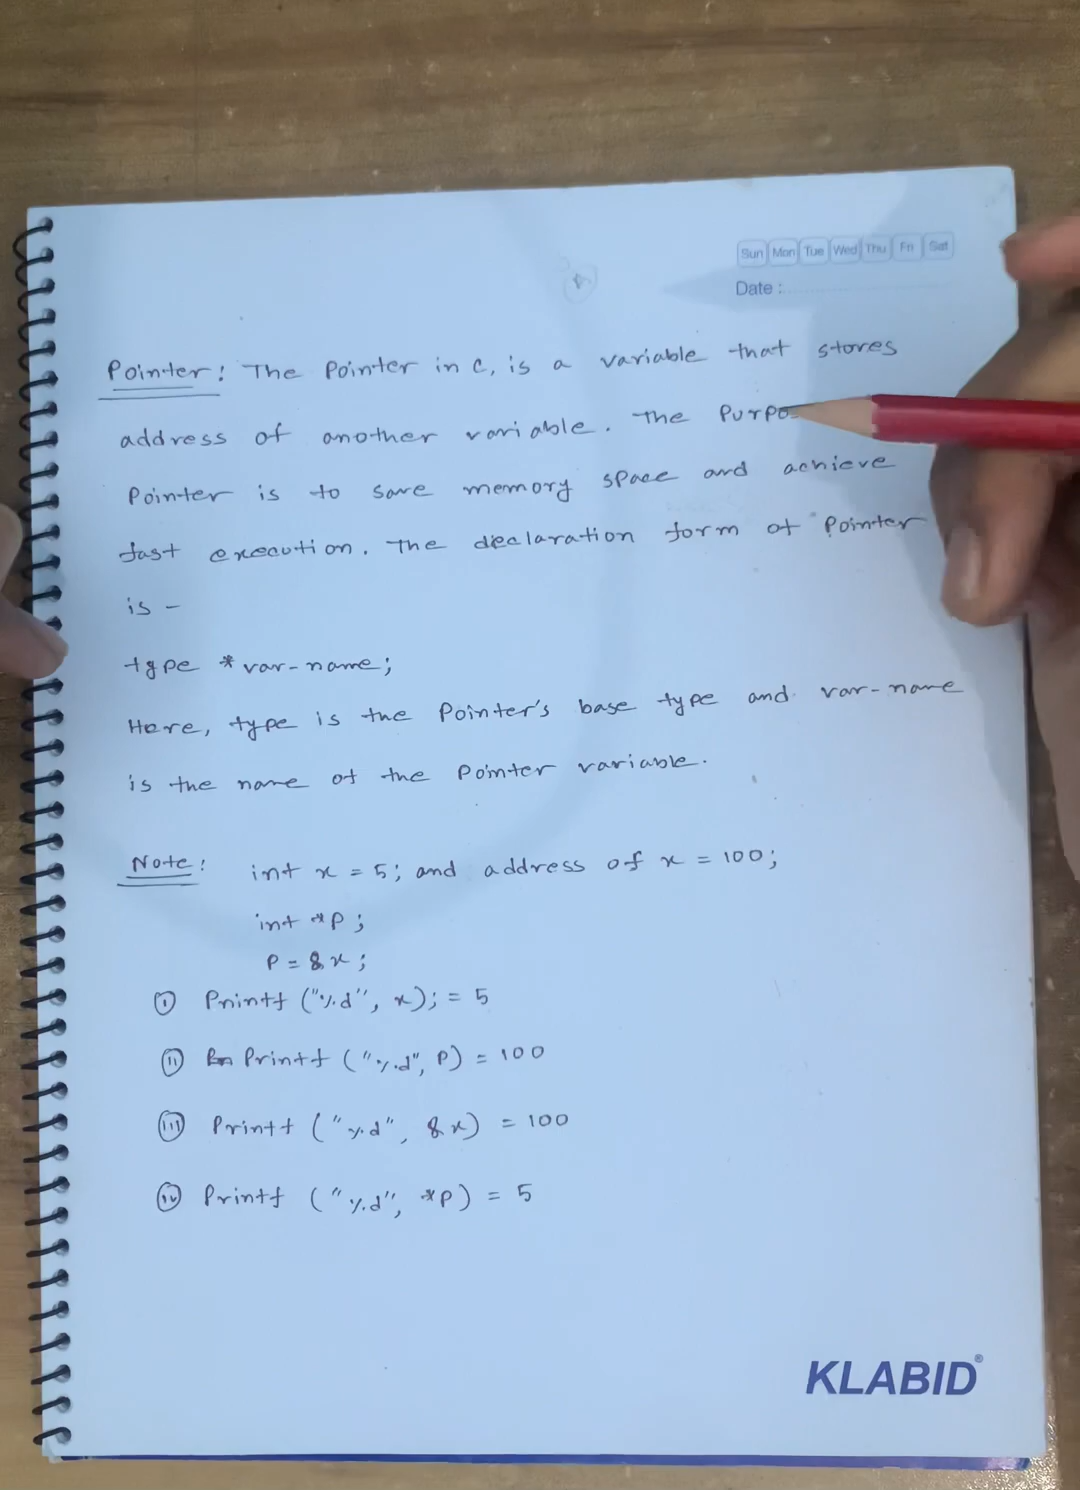 Sun Mon Tue Wed Thu Fri Sat
Date :
Pointer: The Pointer in C, is a variable that stores
address of another variable. The
Pointer is to save memory space and achieve
fast execution. The declaration form of Pointer
is -
type *var-name;
Here, type is the Pointer's base type and var-name
is the name of the Pointer variable.
Note: int x = 5; and address of x = 100;
int *P;
P = &x;
(i) Printf ("%d", x); = 5
(ii) Printf ("%d", P) = 100
(iii) Printf ("%d", &x) = 100
(iv) Printf ("%d", *P) = 5
KLABID®